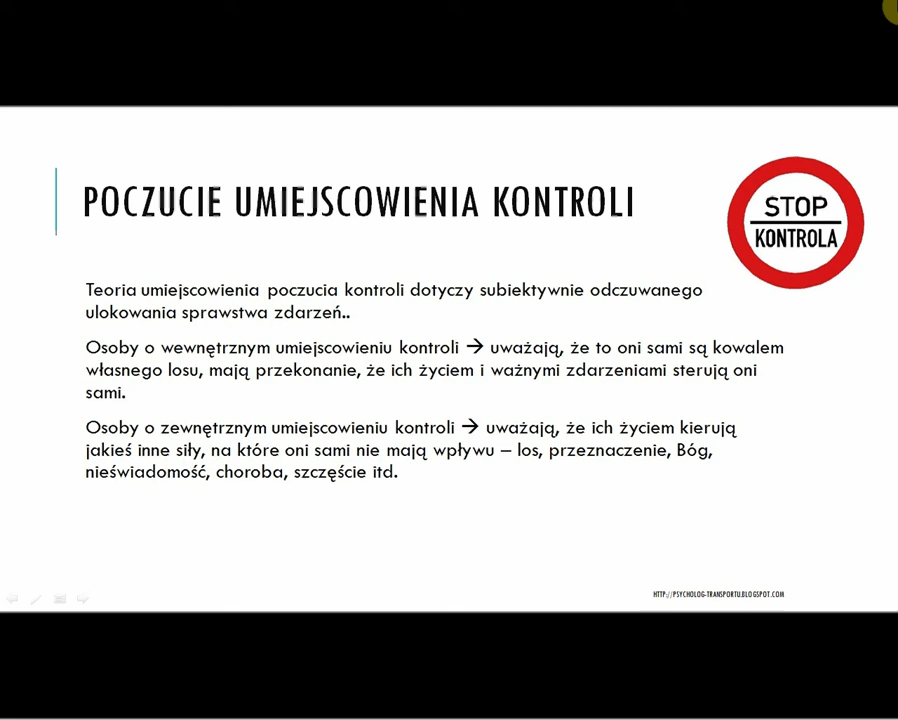 POCZUCIE UMIEJSCOWIENIA KONTROLI
STOP
KONTROLA
Teoria umiejscowienia poczucia kontroli dotyczy subiektywnie odczuwanego
ulokowania sprawstwa zdarzeń..
Osoby o wewnętrznym umiejscowieniu kontroli → uważają, że to oni sami są kowalem
własnego losu, mają przekonanie, że ich życiem i ważnymi zdarzeniami sterują oni
sami.
Osoby o zewnętrznym umiejscowieniu kontroli → uważają, że ich życiem kierują
jakieś inne siły, na które oni sami nie mają wpływu – los, przeznaczenie, Bóg,
nieświadomość, choroba, szczęście itd.
HTTP://PSYCHOLOG-TRANSPORTU.BLOGSPOT.COM